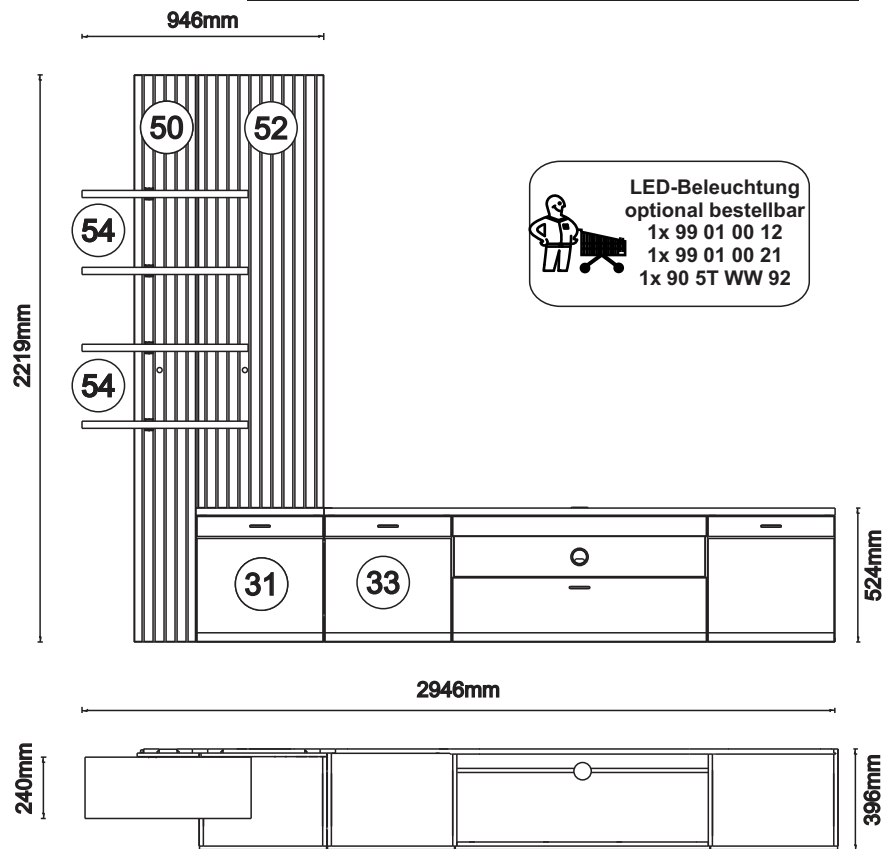 946mm
50
52
LED-Beleuchtung
optional bestellbar
1x 99 01 00 12
1x 99 01 00 21
1x 90 5T WW 92
54
2219mm
54
31
33
524mm
2946mm
240mm
396mm